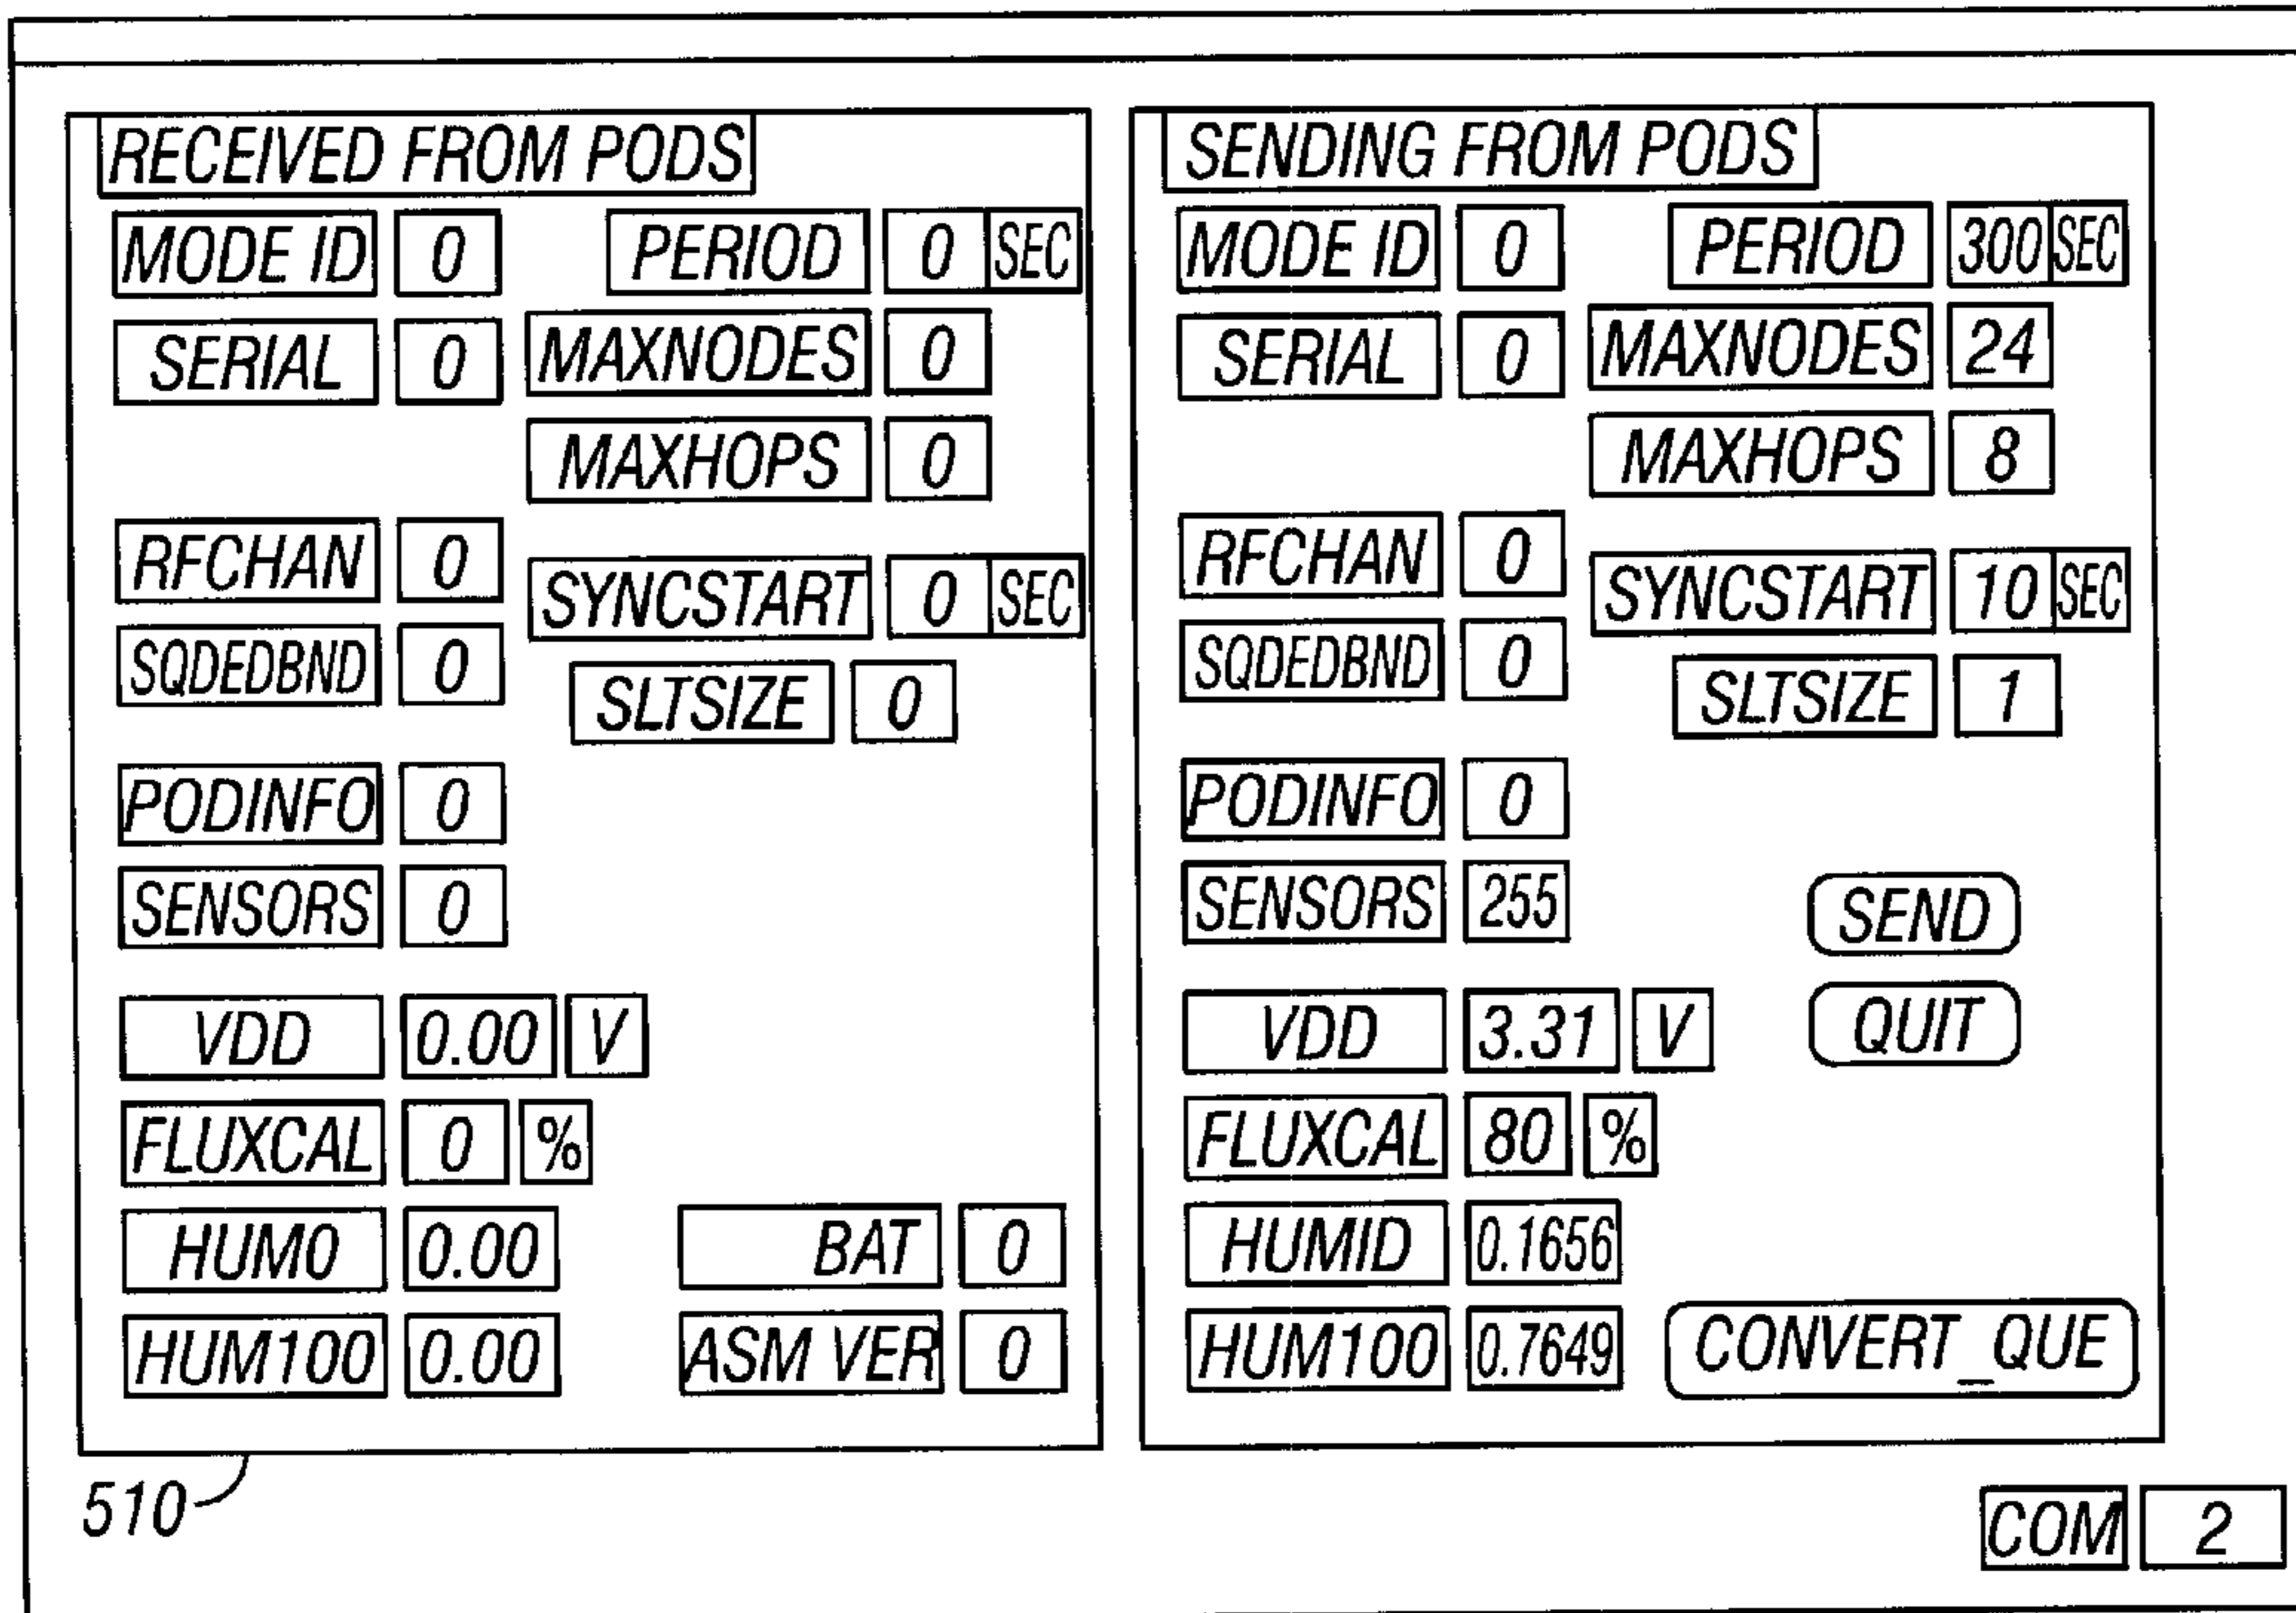 RECEIVED FROM PODS
MODE ID 0 PERIOD 0 SEC
SERIAL 0 MAXNODES 0
MAXHOPS 0
RFCHAN 0
SYNCSTART 0 SEC
SQDEDBND 0
SLTSIZE 0
PODINFO 0
SENSORS 0
VDD 0.00 V
FLUXCAL 0 %
HUM0 0.00 BAT 0
HUM100 0.00 ASM VER 0
510
SENDING FROM PODS
MODE ID 0 PERIOD 300 SEC
SERIAL 0 MAXNODES 24
MAXHOPS 8
RFCHAN 0
SYNCSTART 10 SEC
SQDEDBND 0
SLTSIZE 1
PODINFO 0
SENSORS 255 SEND
VDD 3.31 V QUIT
FLUXCAL 80 %
HUMID 0.1656
HUM100 0.7649 CONVERT_QUE
COM 2